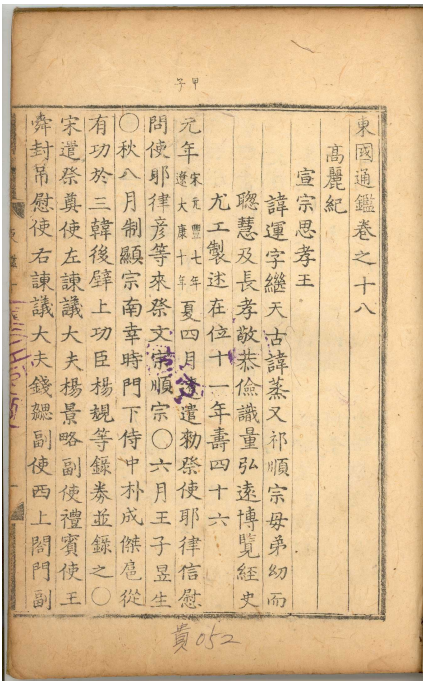 甲子
東國通鑑卷之十八
高麗紀
宣宗思孝王
諱運字繼天古諱蒸又祁順宗母弟幼而
聰慧及長孝敬恭儉識量弘遠博覽經史
尤工製述在位十一年壽四十六
元年宋元豐七年遼大康十年夏四月遼遣勑祭使耶律信慰
問使耶律彦等來祭文宗順宗〇六月王子昱生
〇秋八月制顯宗南幸時門下侍中朴成傑扈從
有功於三韓後壁上功臣楊規等錄券並錄之〇
宋遣祭奠使左諫議大夫楊景略副使禮賓使王
舜封吊慰使右諫議大夫錢勰副使西上閤門副
貴052